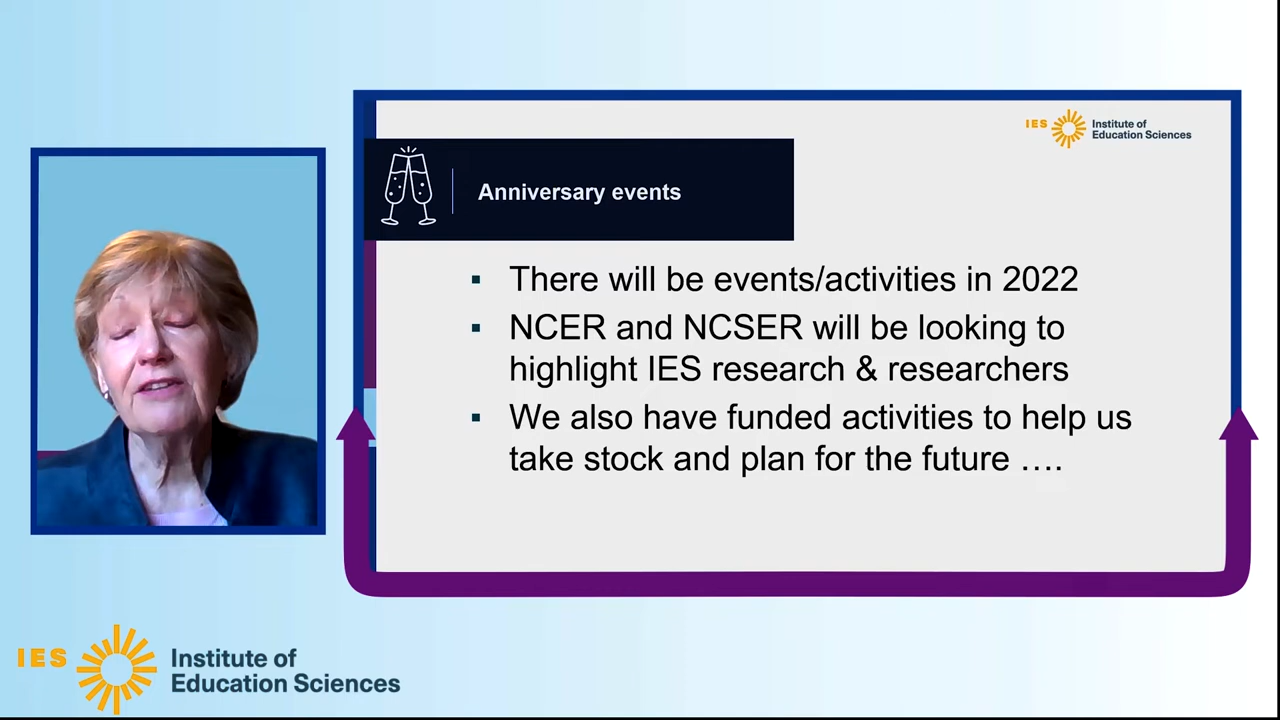 IES Institute of
Education Sciences
Anniversary events
▪ There will be events/activities in 2022
▪ NCER and NCSER will be looking to
highlight IES research & researchers
▪ We also have funded activities to help us
take stock and plan for the future ….
IES Institute of
Education Sciences